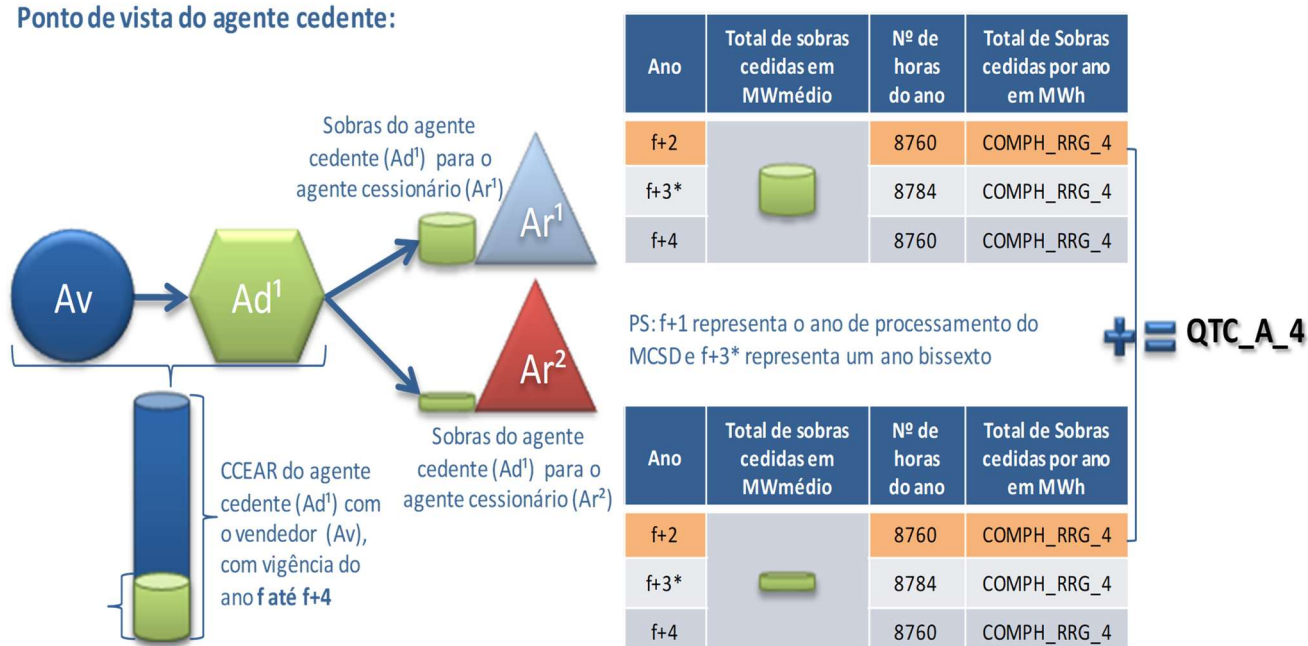 Ponto de vista do agente cedente:
Sobras do agente
cedente (Ad¹) para o
agente cessionário (Ar¹)
Av
Ad¹
Ar¹
Ar²
Sobras do agente
cedente (Ad¹) para o
agente cessionário (Ar²)
CCEAR do agente
cedente (Ad¹) com
o vendedor (Av),
com vigência do
ano f até f+4
Ano
Total de sobras
cedidas em
MWmédio
Nº de
horas
do ano
Total de Sobras
cedidas por ano
em MWh
f+2 8760 COMPH_RRG_4
f+3* 8784 COMPH_RRG_4
f+4 8760 COMPH_RRG_4
PS: f+1 representa o ano de processamento do
MCSD e f+3* representa um ano bissexto
+ = QTC_A_4
Ano
Total de sobras
cedidas em
MWmédio
Nº de
horas
do ano
Total de Sobras
cedidas por ano
em MWh
f+2 8760 COMPH_RRG_4
f+3* 8784 COMPH_RRG_4
f+4 8760 COMPH_RRG_4